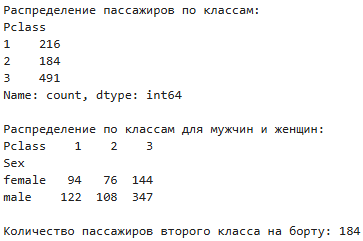 Распределение пассажиров по классам:
Pclass
1    216
2    184
3    491
Name: count, dtype: int64

Распределение по классам для мужчин и женщин:
Pclass    1    2    3
Sex
female   94   76  144
male    122  108  347

Количество пассажиров второго класса на борту: 184